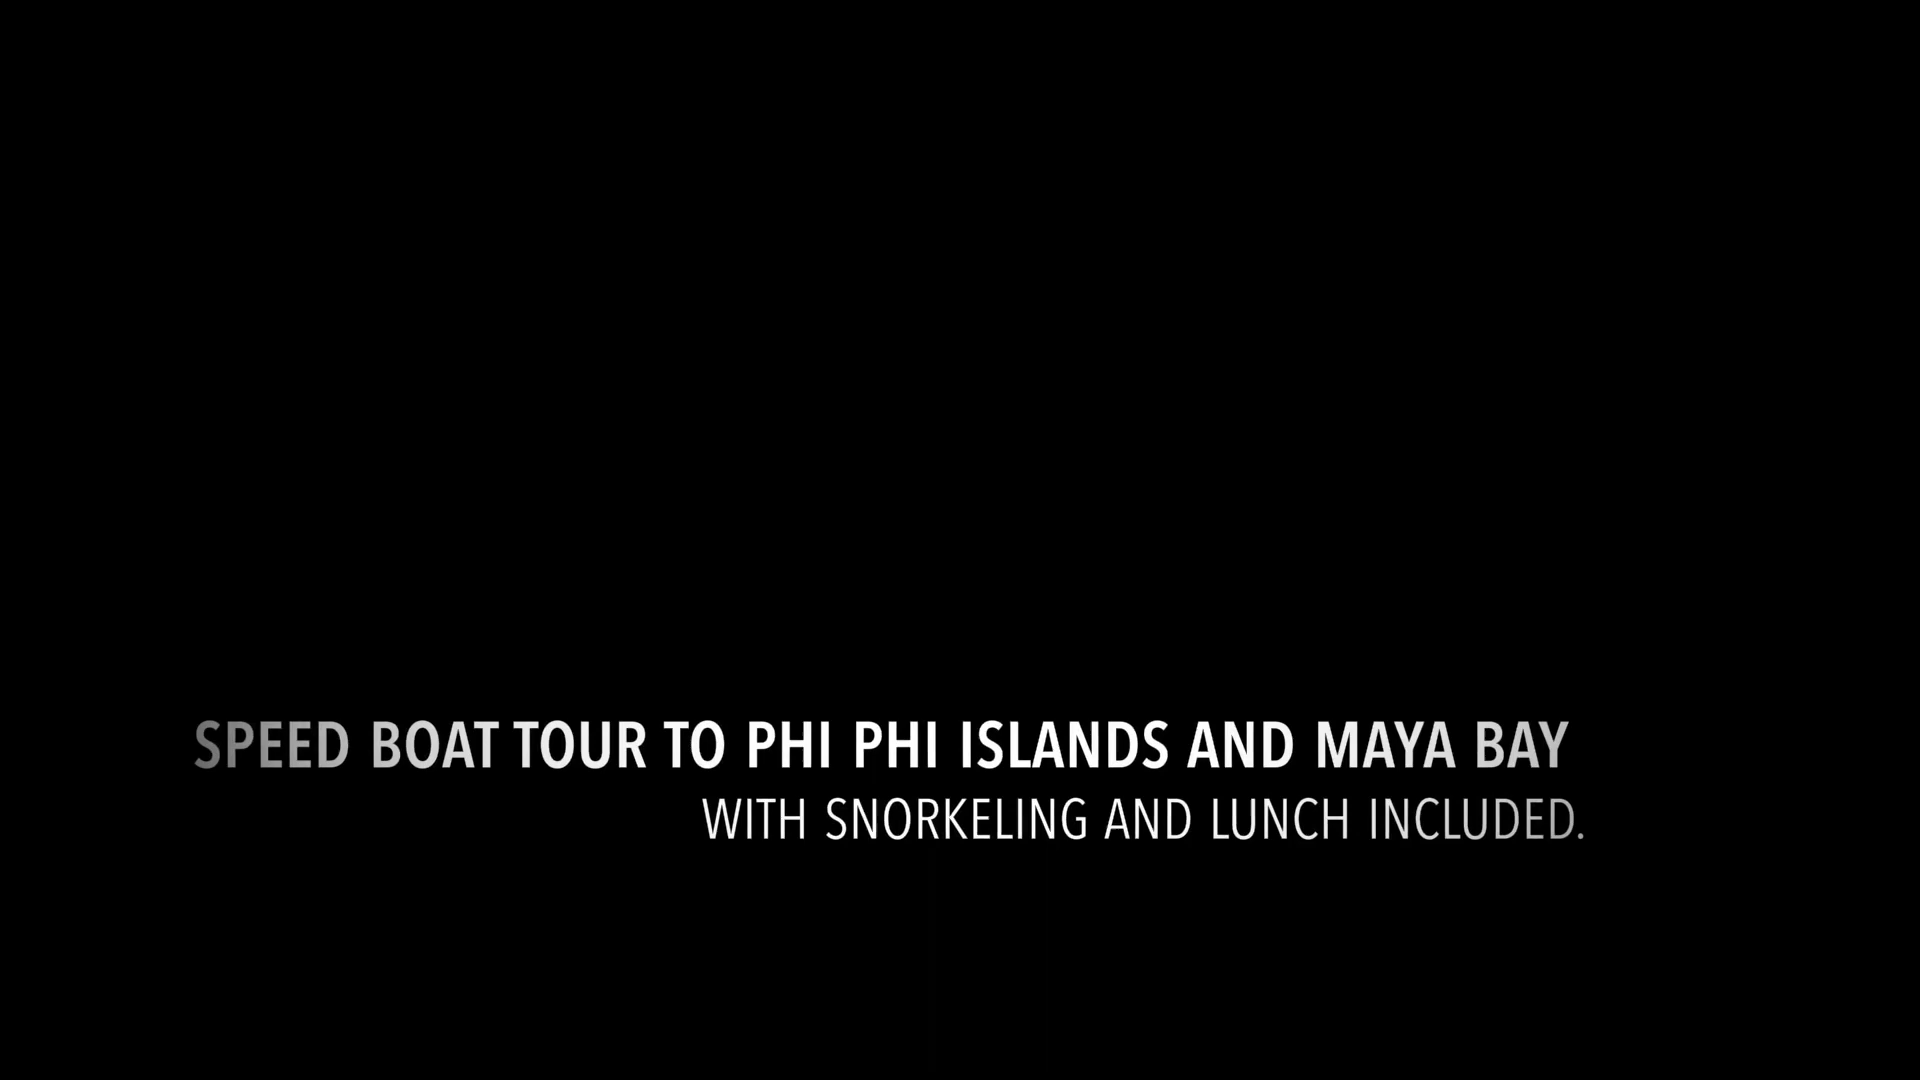 SPEED BOAT TOUR TO PHI PHI ISLANDS AND MAYA BAY
WITH SNORKELING AND LUNCH INCLUDED.